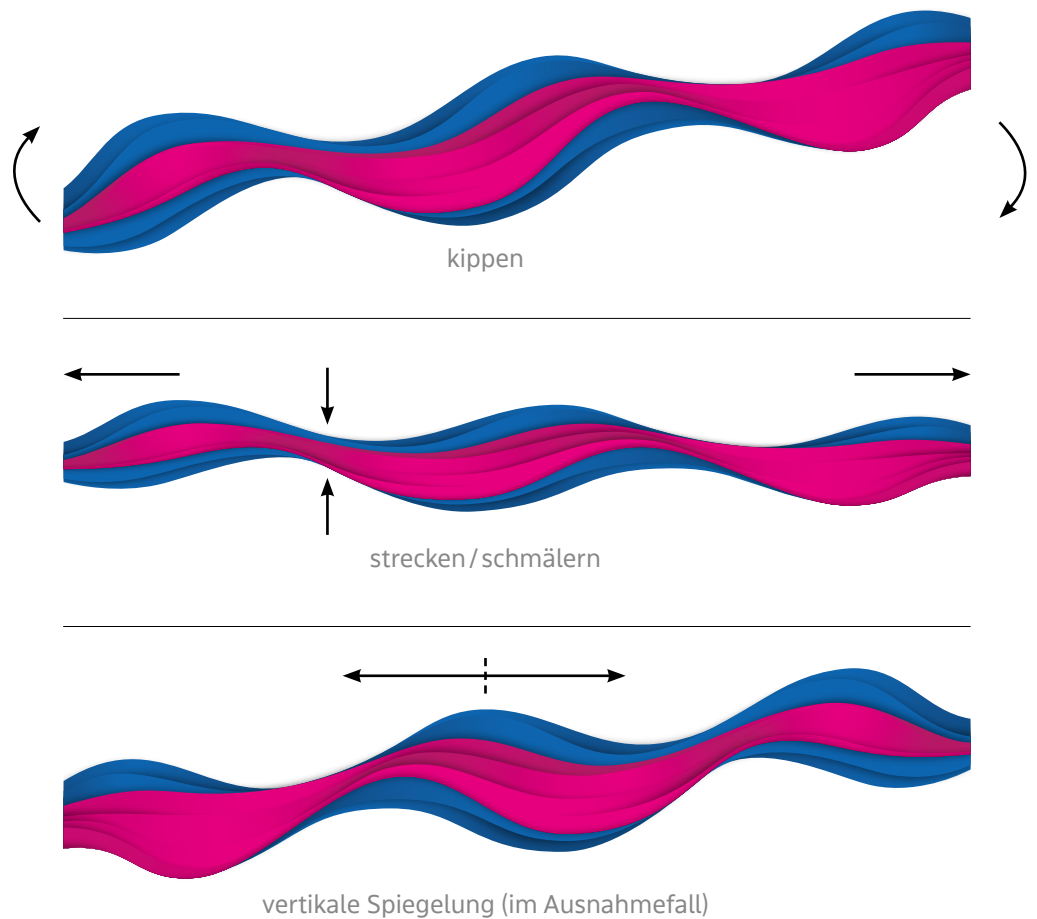 kippen
strecken / schmälern
vertikale Spiegelung (im Ausnahmefall)